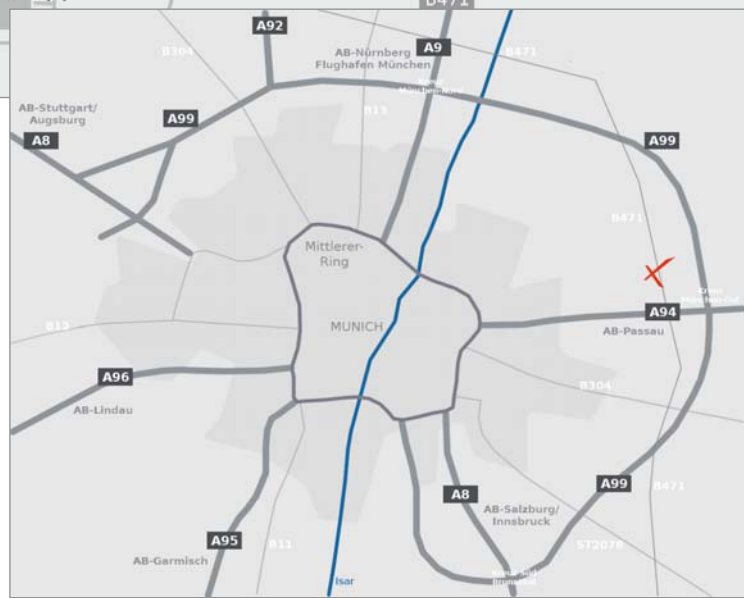 B471
A92
B304
AB-Nürnberg
Flughafen München
A9
B471
B13
AB-Stuttgart/
Augsburg
A99
A8
A99
B471
Mittlerer-
Ring
MUNICH
A94
AB-Passau
B12
A96
AB-Lindau
B304
A99
B471
A8
AB-Salzburg/
Innsbruck
A95
AB-Garmisch
B11
ST2078
Isar